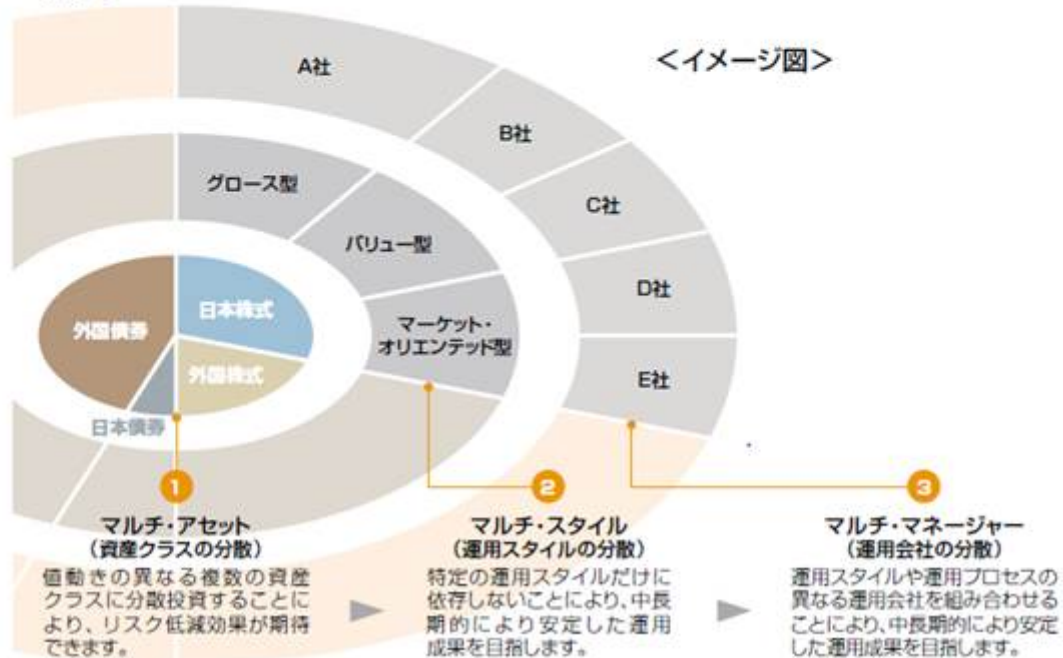 <イメージ図>
A社
B社
C社
D社
E社
グロース型
バリュー型
マーケット・
オリエンテッド型
日本株式
外国株式
外国債券
日本債券
1
マルチ・アセット
(資産クラスの分散)
値動きの異なる複数の資産
クラスに分散投資することに
より、リスク低減効果が期待
できます。
2
マルチ・スタイル
(運用スタイルの分散)
特定の運用スタイルだけに
依存しないことにより、中長
期的により安定した運用
成果を目指します。
3
マルチ・マネージャー
(運用会社の分散)
運用スタイルや運用プロセスの
異なる運用会社を組み合わせる
ことにより、中長期的により安定
した運用成果を目指します。